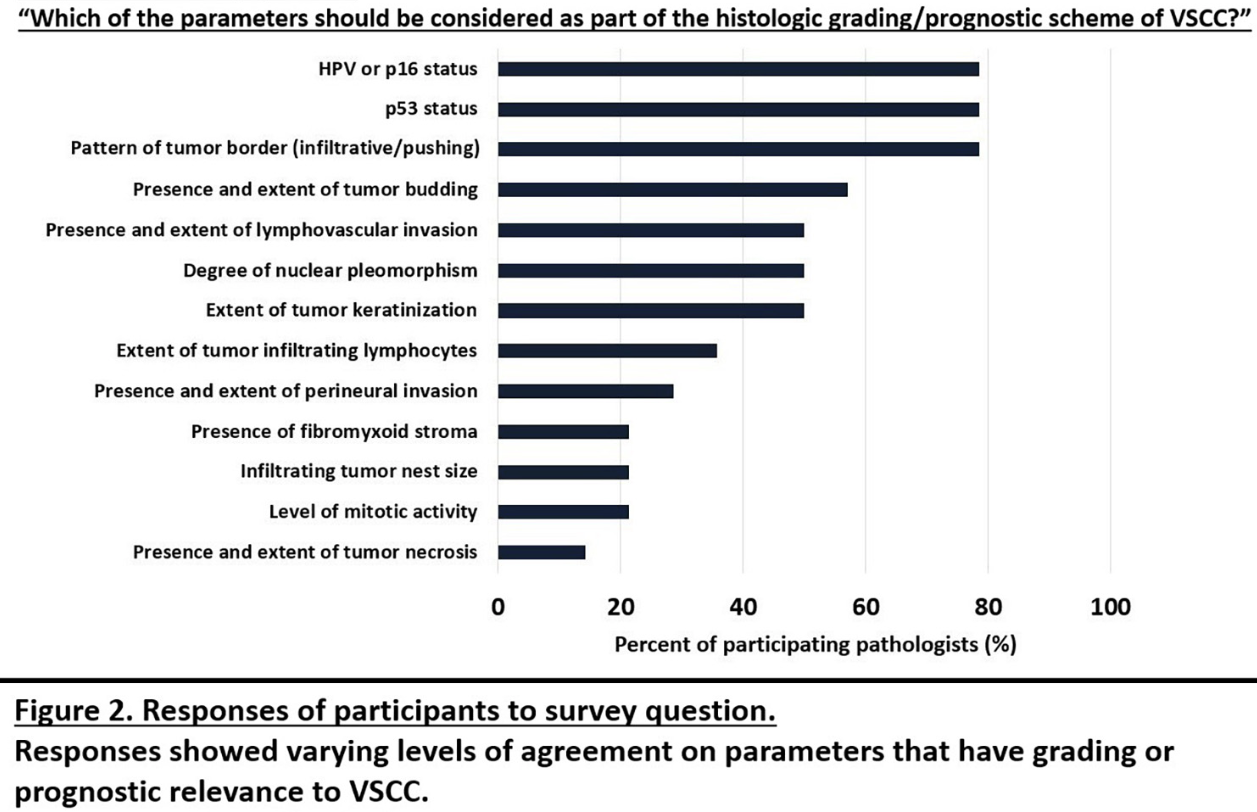 “Which of the parameters should be considered as part of the histologic grading/prognostic scheme of VSCC?”
HPV or p16 status
p53 status
Pattern of tumor border (infiltrative/pushing)
Presence and extent of tumor budding
Presence and extent of lymphovascular invasion
Degree of nuclear pleomorphism
Extent of tumor keratinization
Extent of tumor infiltrating lymphocytes
Presence and extent of perineural invasion
Presence of fibromyxoid stroma
Infiltrating tumor nest size
Level of mitotic activity
Presence and extent of tumor necrosis
0 20 40 60 80 100
Percent of participating pathologists (%)
Figure 2. Responses of participants to survey question.
Responses showed varying levels of agreement on parameters that have grading or
prognostic relevance to VSCC.